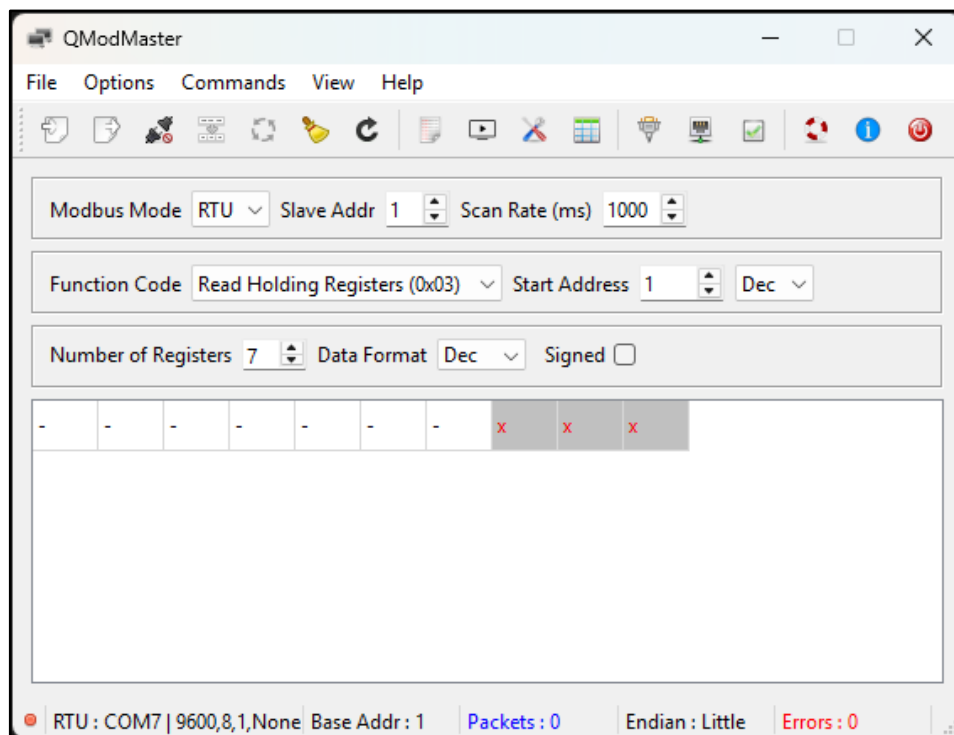 QModMaster
File Options Commands View Help
Modbus Mode RTU Slave Addr 1 Scan Rate (ms) 1000
Function Code Read Holding Registers (0x03) Start Address 1 Dec
Number of Registers 7 Data Format Dec Signed
- - - - - - - x x x
RTU : COM7 | 9600,8,1,None Base Addr : 1 Packets : 0 Endian : Little Errors : 0